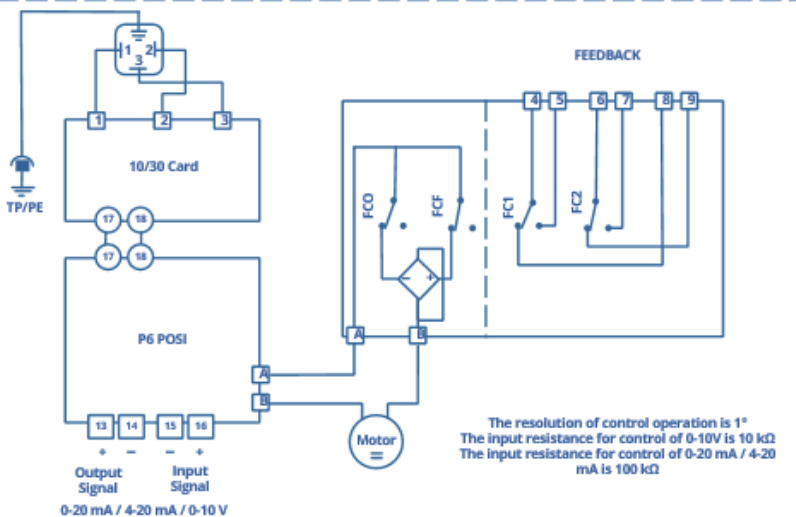 FEEDBACK
1 2
3
4 5 6 7 8 9
1 2 3
10/30 Card
TP/PE
17 18
17 18
FCO
FCF
FC1
FC2
- +
A B
P6 POSI
A
B
13 14 15 16
+ - - +
Output
Signal
Input
Signal
0-20 mA / 4-20 mA / 0-10 V
Motor
=
The resolution of control operation is 1°
The input resistance for control of 0-10V is 10 kΩ
The input resistance for control of 0-20 mA / 4-20
mA is 100 kΩ